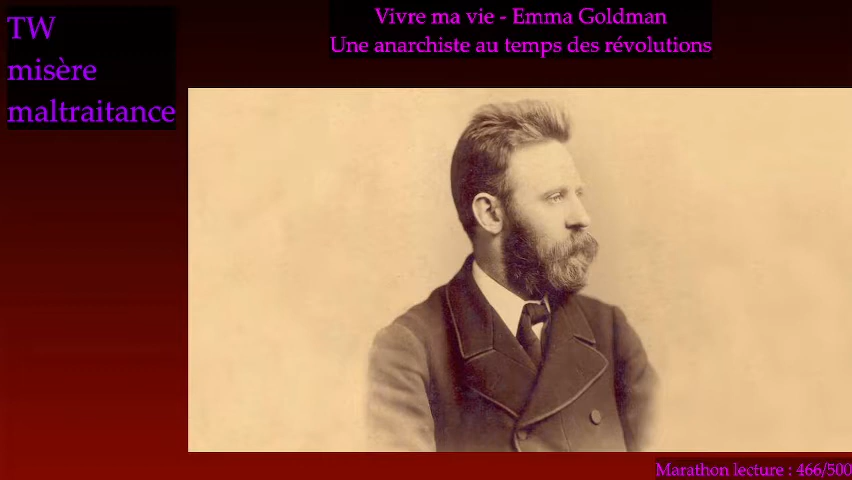 TW
misère
maltraitance
Vivre ma vie - Emma Goldman
Une anarchiste au temps des révolutions
Marathon lecture : 466/500